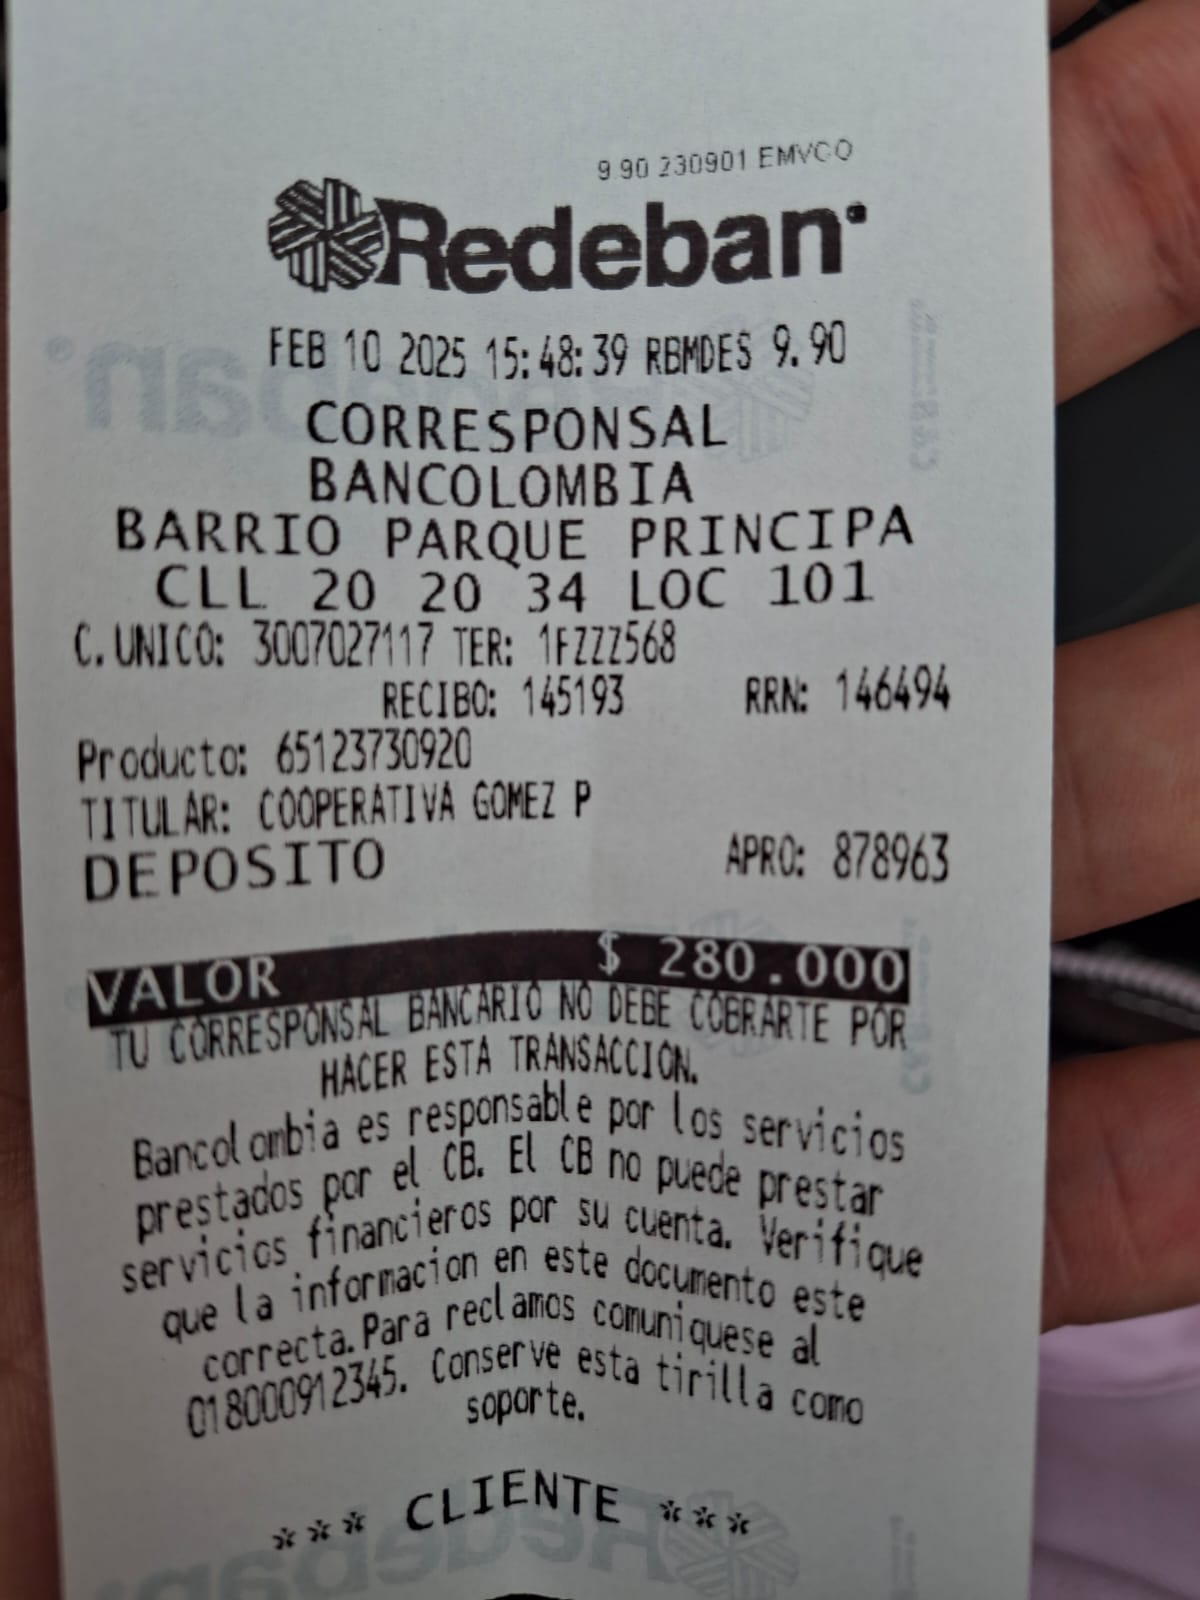 9.90 230901 EMVCO
Redeban
FEB 10 2025 15:48:39 RBMDES 9.90
CORRESPONSAL
BANCOLOMBIA
BARRIO PARQUE PRINCIPA
CLL 20 20 34 LOC 101
C.UNICO: 3007027117 TER: 1FZZZ568
RECIBO: 145193 RRN: 146494
Producto: 65123730920
TITULAR: COOPERATIVA GOMEZ P
DEPOSITO APRO: 878963
VALOR $ 280.000
TU CORRESPONSAL BANCARIO NO DEBE COBRARTE POR
HACER ESTA TRANSACCION.
Bancolombia es responsable por los servicios
prestados por el CB. El CB no puede prestar
servicios financieros por su cuenta. Verifique
que la informacion en este documento este
correcta.Para reclamos comuniquese al
018000912345. Conserve esta tirilla como
soporte.
*** CLIENTE ***